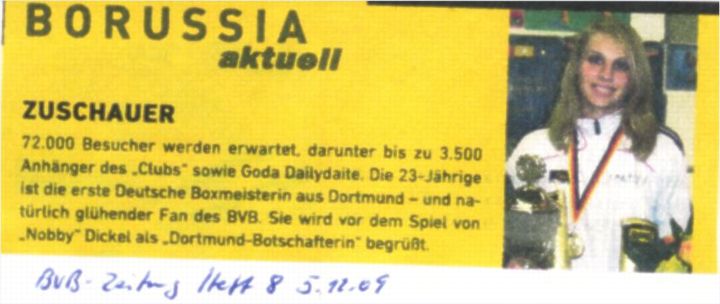 BORUSSIA
aktuell
ZUSCHAUER
72.000 Besucher werden erwartet, darunter bis zu 3.500
Anhänger des „Clubs“ sowie Goda Dailydaite. Die 23-Jährige
ist die erste Deutsche Boxmeisterin aus Dortmund – und na-
türlich glühender Fan des BVB. Sie wird vor dem Spiel von
„Nobby“ Dickel als „Dortmund-Botschafterin“ begrüßt.
BVB-Zeitung Heft 8 5.12.09